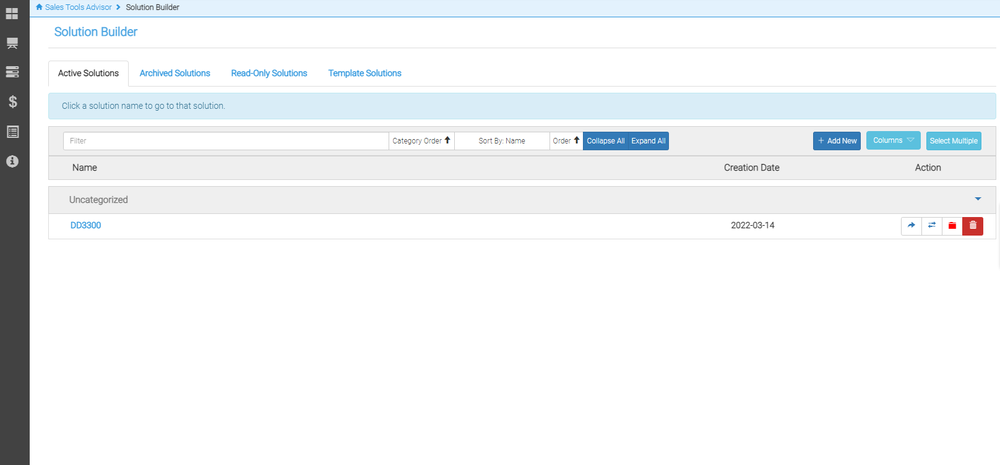 Sales Tools Advisor > Solution Builder
Solution Builder
Active Solutions Archived Solutions Read-Only Solutions Template Solutions
Click a solution name to go to that solution.
Filter Category Order Sort By: Name Order Collapse All Expand All + Add New Columns Select Multiple
Name Creation Date Action
Uncategorized
DD3300 2022-03-14